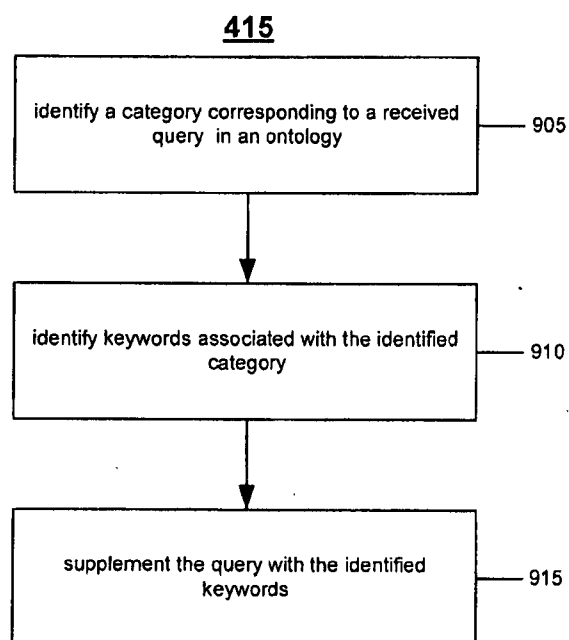 415
identify a category corresponding to a received
query in an ontology
905
identify keywords associated with the identified
category
910
supplement the query with the identified
keywords
915